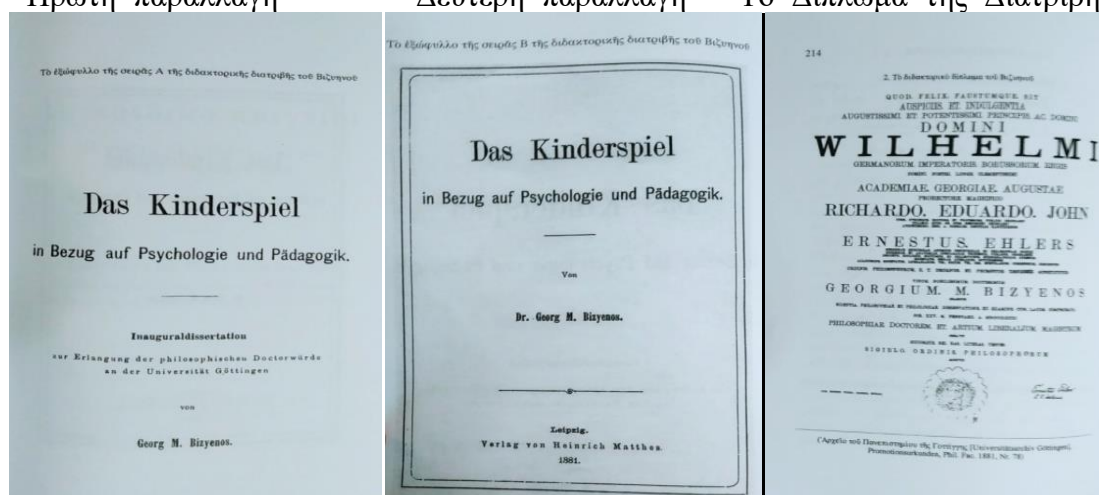 Πρώτη παραλλαγή
Δεύτερη παραλλαγή
Το Δίπλωμα της Διατριβή
Τὸ ἐξώφυλλο τῆς σειρᾶς Α τῆς διδακτορικῆς διατριβῆς τοῦ Βιζυηνοῦ
Das Kinderspiel
in Bezug auf Psychologie und Pädagogik.
Inauguraldissertation
zur Erlangung der philosophischen Doctorwürde
an der Universität Göttingen
von
Georg M. Bizyenos.
Τὸ ἐξώφυλλο τῆς σειρᾶς Β τῆς διδακτορικῆς διατριβῆς τοῦ Βιζυηνοῦ
Das Kinderspiel
in Bezug auf Psychologie und Pädagogik.
Von
Dr. Georg M. Bizyenos.
Leipzig.
Verlag von Heinrich Matthes.
1881.
214
2. Τὸ διδακτορικὸ δίπλωμα τοῦ Βιζυηνοῦ
QUOD. FELIX. FAUSTUMQUE. SIT
AUSPICIIS. ET. INDULGENTIA
AUGUSTISSIMI. ET. POTENTISSIMI. PRINCIPIS. AC. DOMINI
DOMINI
WILHELMI
GERMANORUM. IMPERATORIS. BORUSSORUM. REGIS
ACADEMIAE. GEORGIAE. AUGUSTAE
PRORECTORE MAGNIFICO
RICHARDO. EDUARDO. JOHN
ERNESTUS. EHLERS
GEORGIUM. M. BIZYENOS
PHILOSOPHIAE. DOCTOREM. ET. ARTIUM. LIBERALIUM. MAGISTRUM
SIGILLO. ORDINIS. PHILOSOPHORUM
(Ἀρχεῖο τοῦ Πανεπιστημίου τῆς Γοττίγγης, [Universitätsarchiv Göttingen],
Promotionsurkunden, Phil. Fac. 1881, Nr. 78)